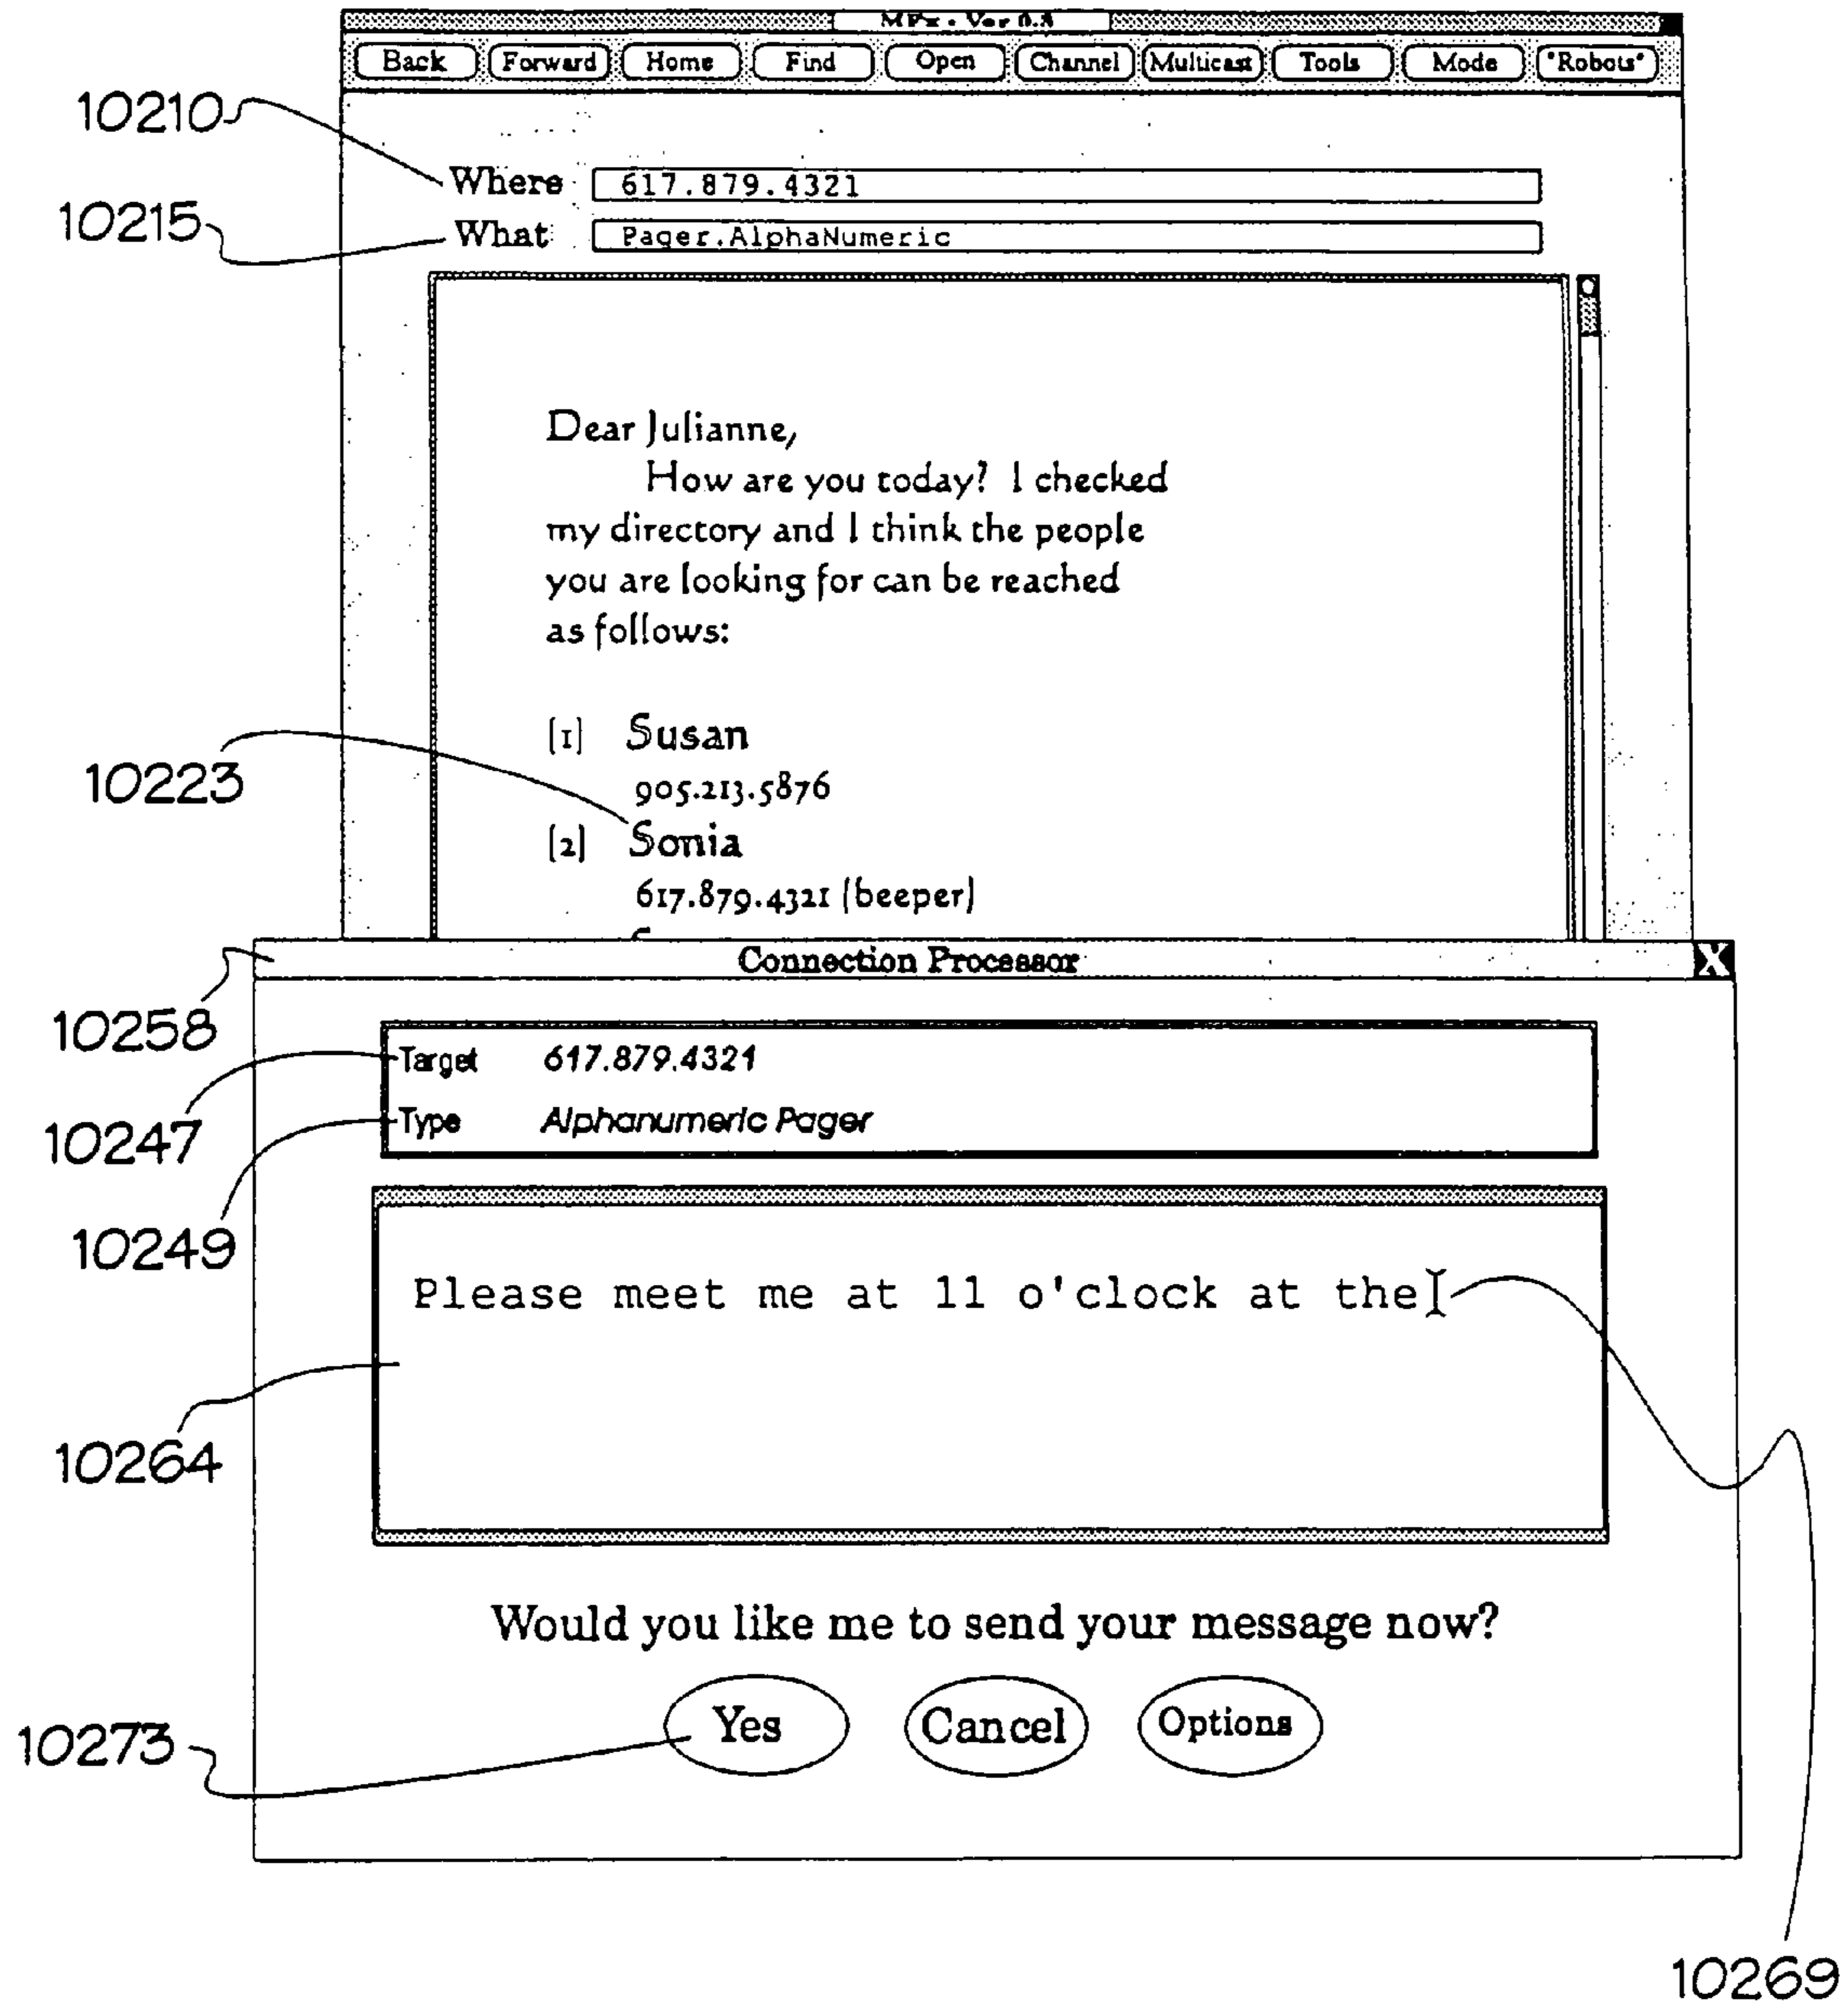 MPx - Ver 0.8
Back Forward Home Find Open Channel Multicast Tools Mode "Robots"
10210
Where 617.879.4321
10215
What Pager.AlphaNumeric
Dear Julianne,
How are you today? I checked
my directory and I think the people
you are looking for can be reached
as follows:
[1] Susan
10223
905.213.5876
[2] Sonia
617.879.4321 (beeper)
Connection Processor X
10258
Target 617.879.4321
10247
Type Alphanumeric Pager
10249
Please meet me at 11 o'clock at the
10264
Would you like me to send your message now?
10273
Yes Cancel Options
10269